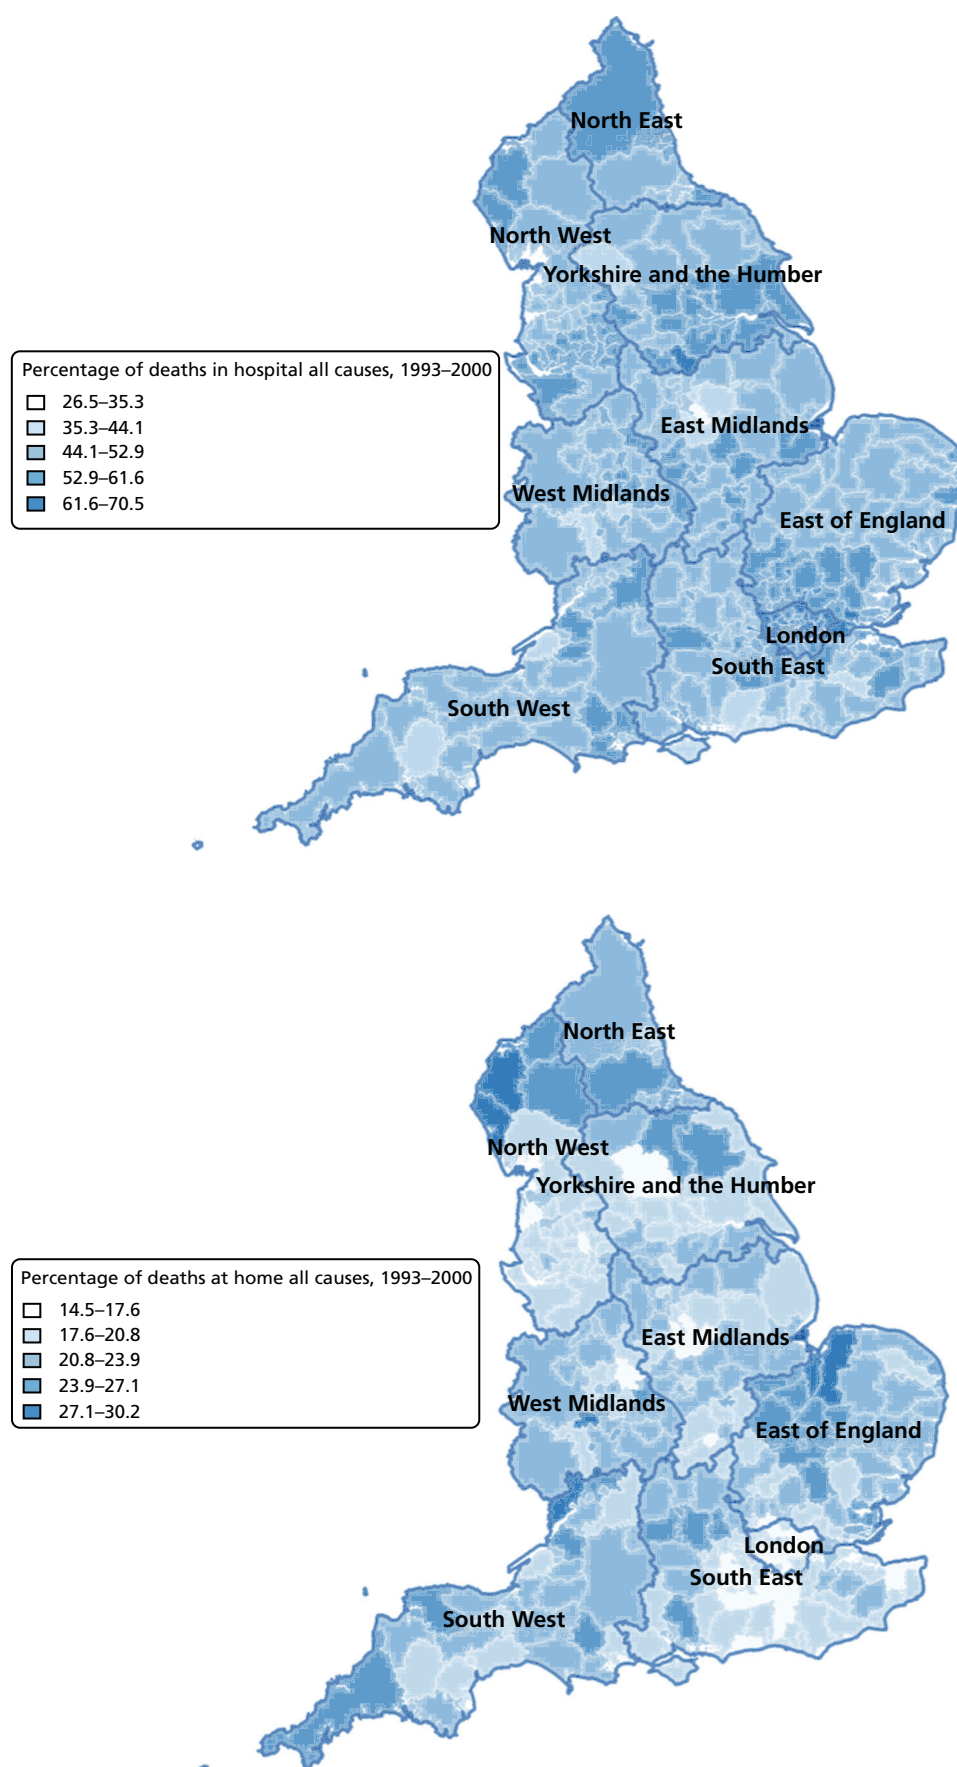 North East
North West
Yorkshire and the Humber
Percentage of deaths in hospital all causes, 1993–2000
26.5–35.3
35.3–44.1
44.1–52.9
52.9–61.6
61.6–70.5
East Midlands
West Midlands
East of England
London
South East
South West
North East
North West
Yorkshire and the Humber
Percentage of deaths at home all causes, 1993–2000
14.5–17.6
17.6–20.8
20.8–23.9
23.9–27.1
27.1–30.2
East Midlands
West Midlands
East of England
London
South East
South West